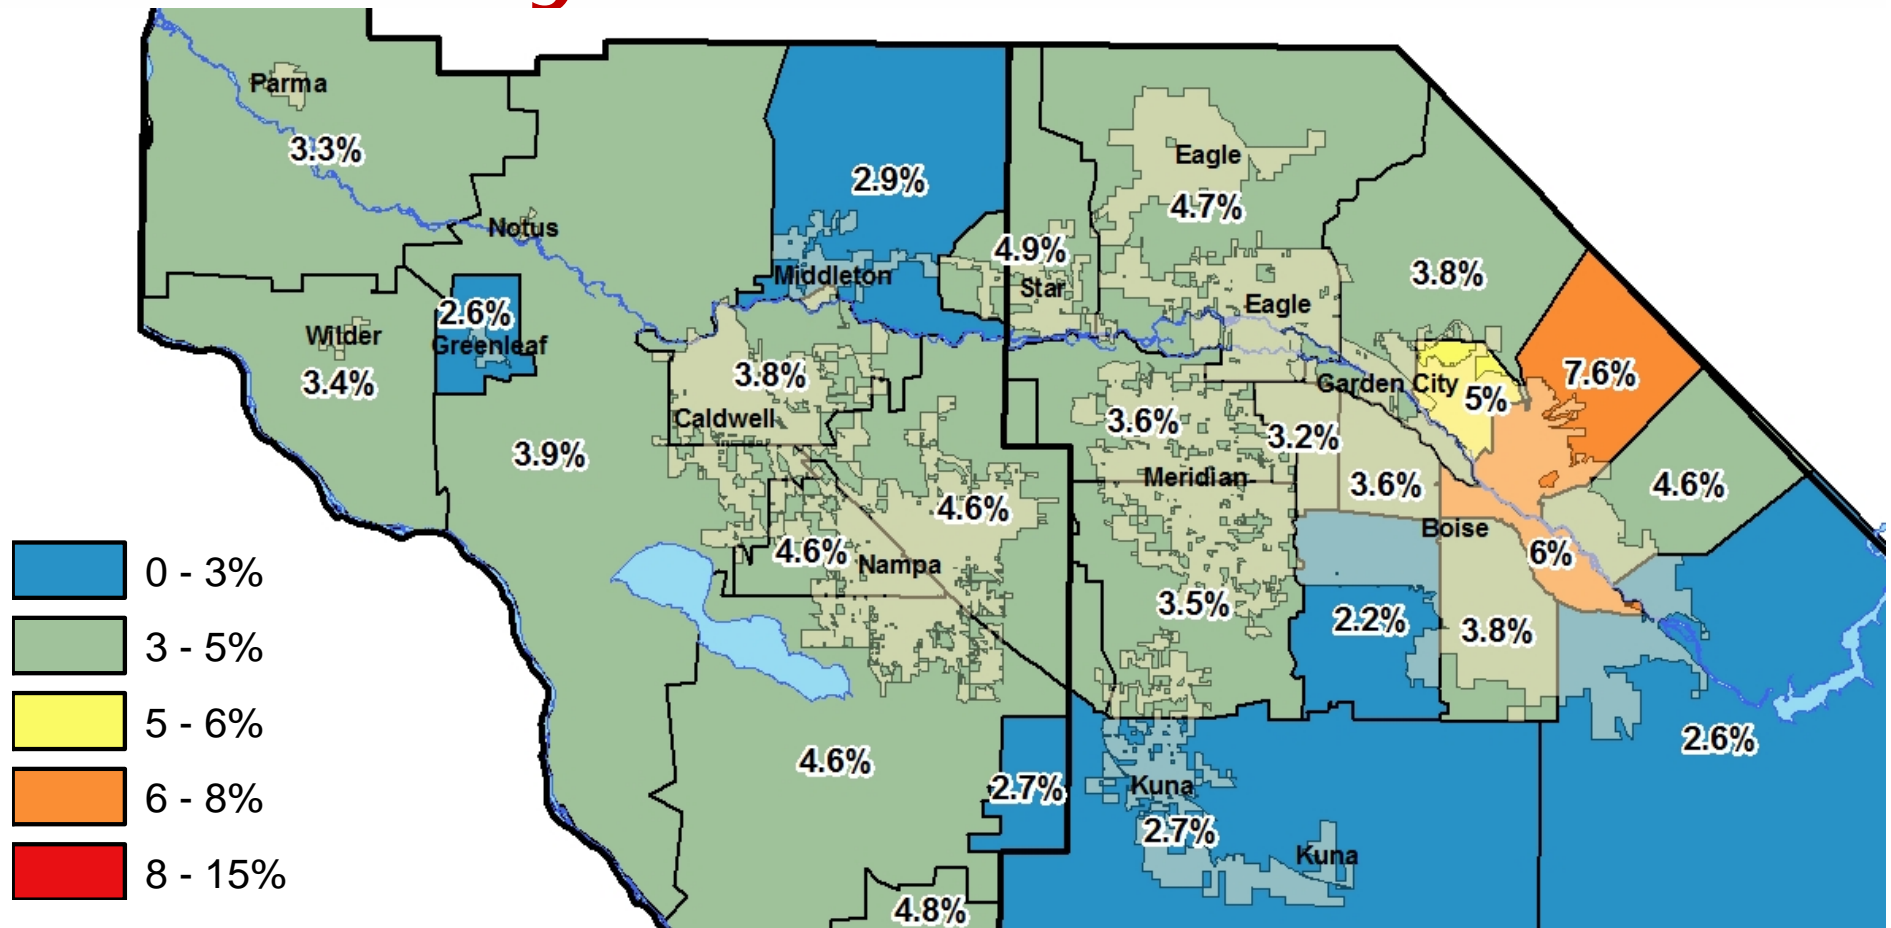 Parma
3.3%
Notus
2.9%
Middleton
4.9%
Star
Eagle
4.7%
Eagle
3.8%
7.6%
2.6%
Greenleaf
Wilder
3.4%
3.8%
Caldwell
3.9%
3.6%
Meridian
3.2%
Garden City
5%
3.6%
4.6%
Boise
6%
4.6%
4.6%
Nampa
3.5%
2.2%
3.8%
2.6%
4.6%
2.7%
Kuna
2.7%
Kuna
4.8%
0 - 3%
3 - 5%
5 - 6%
6 - 8%
8 - 15%